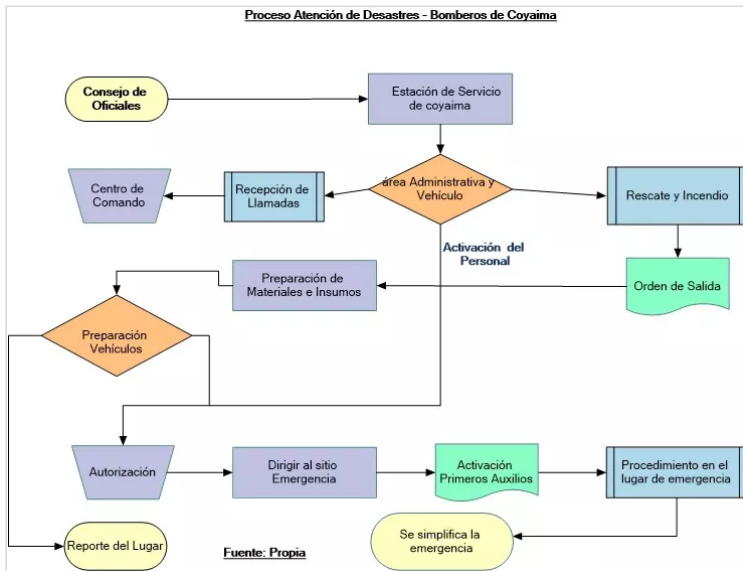 Proceso Atención de Desastres - Bomberos de Coyaima
Consejo de
Oficiales
Estación de Servicio
de coyaima
Centro de
Comando
Recepción de
Llamadas
área Administrativa y
Vehículo
Rescate y Incendio
Activación del
Personal
Preparación de
Materiales e Insumos
Orden de Salida
Preparación
Vehículos
Autorización
Dirigir al sitio
Emergencia
Activación
Primeros Auxilios
Procedimiento en el
lugar de emergencia
Reporte del Lugar
Fuente: Propia
Se simplifica la
emergencia